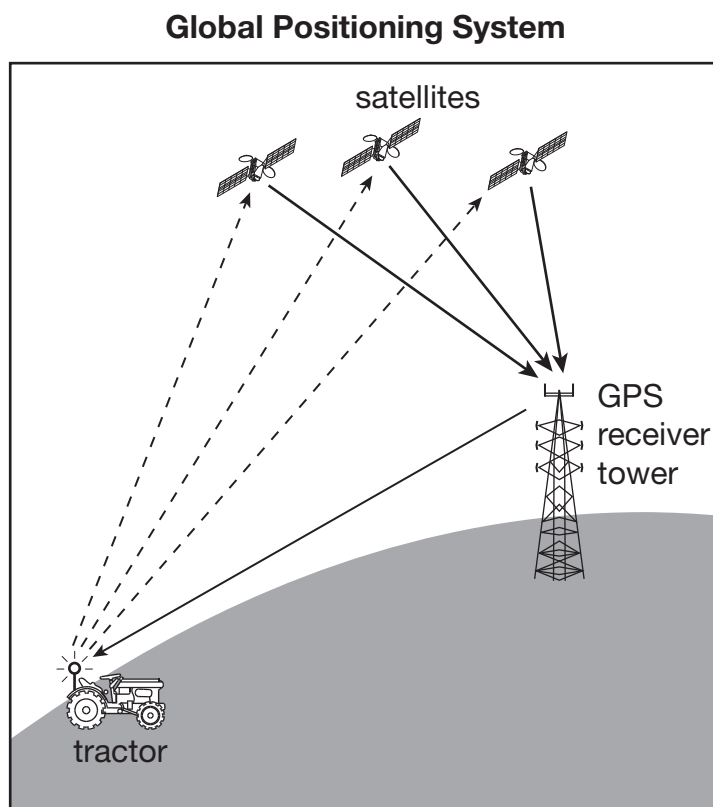 Global Positioning System
satellites
GPS
receiver
tower
tractor